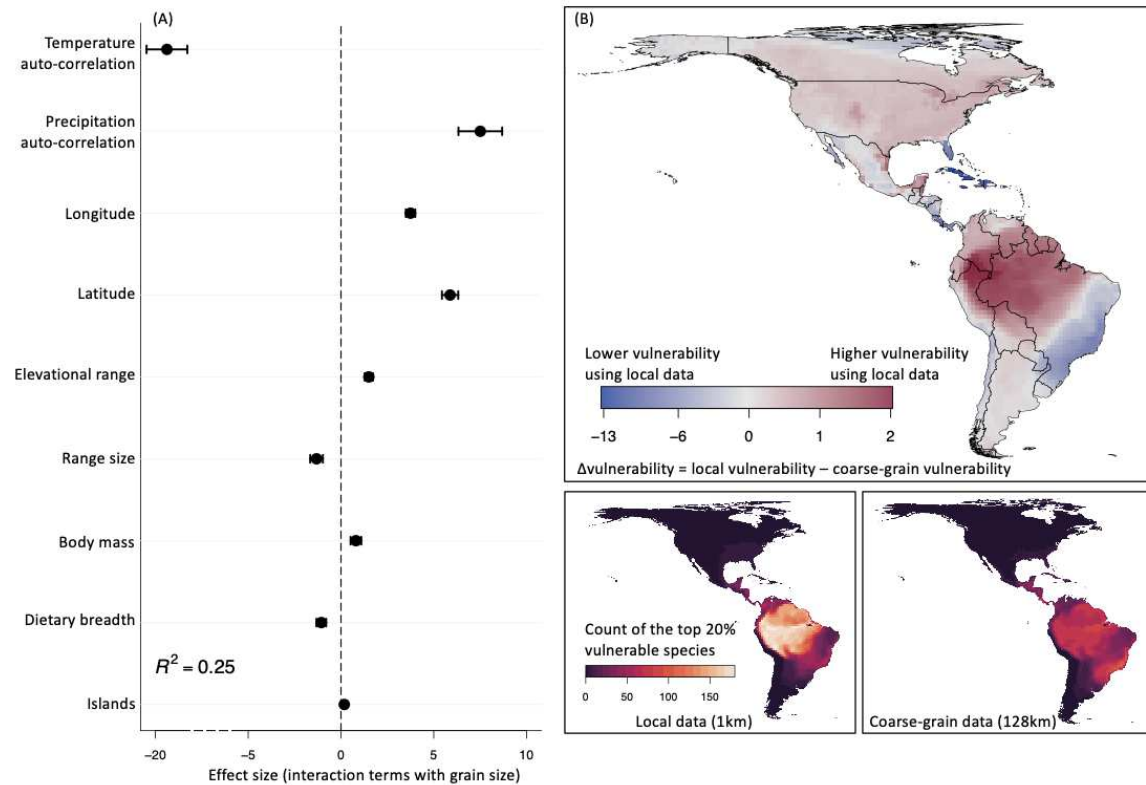 (A)
Temperature
auto-correlation
Precipitation
auto-correlation
Longitude
Latitude
Elevational range
Range size
Body mass
Dietary breadth
Islands
R² = 0.25
−20 −5 0 5 10
Effect size (interaction terms with grain size)
(B)
Lower vulnerability
using local data
Higher vulnerability
using local data
−13 −6 0 1 2
Δvulnerability = local vulnerability − coarse-grain vulnerability
Count of the top 20%
vulnerable species
0 50 100 150
Local data (1km)
Coarse-grain data (128km)